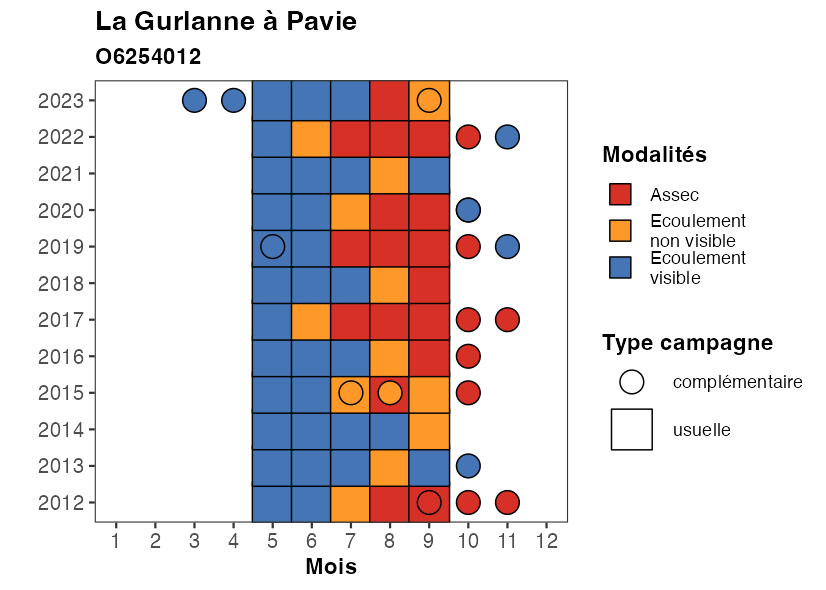 La Gurlanne à Pavie
O6254012
2023
2022
2021
2020
2019
2018
2017
2016
2015
2014
2013
2012
1 2 3 4 5 6 7 8 9 10 11 12
Mois
Modalités
Assec
Ecoulement
non visible
Ecoulement
visible
Type campagne
complémentaire
usuelle